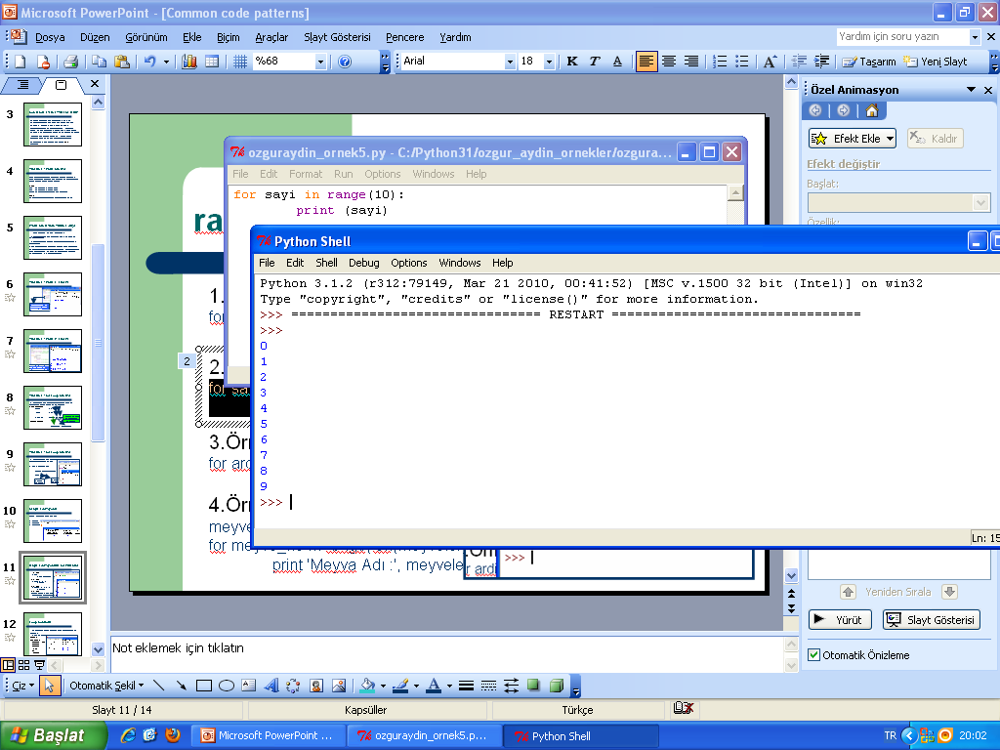 Microsoft PowerPoint - [Common code patterns]
Dosya Düzen Görünüm Ekle Biçim Araçlar Slayt Gösterisi Pencere Yardım
Yardım için soru yazın
%68 Arial 18 K T A Tasarım Yeni Slayt
Özel Animasyon
Efekt Ekle Kaldır
Efekt değiştir
Başlat:
Özellik:
3
4
5
6
7
8
9
10
11
12
ra
1.
for
2
2.
for sa
3.Örn
for ard
4.Örn
meyve
for mey
print 'Meyva Adı :', meyvele
r ardi
>>>
ozguraydin_ornek5.py - C:/Python31/ozgur_aydin_ornekler/ozgura...
File Edit Format Run Options Windows Help
for sayi in range(10):
print (sayi)
Python Shell
File Edit Shell Debug Options Windows Help
Python 3.1.2 (r312:79149, Mar 21 2010, 00:41:52) [MSC v.1500 32 bit (Intel)] on win32
Type "copyright", "credits" or "license()" for more information.
>>> ================================ RESTART ================================
>>>
0
1
2
3
4
5
6
7
8
9
>>>
Ln: 15
Yeniden Sırala
Yürüt Slayt Gösterisi
Otomatik Önizleme
Not eklemek için tıklatın
Çiz Otomatik Şekil
Slayt 11 / 14 Kapsüller Türkçe
Başlat Microsoft PowerPoint ... ozguraydin_ornek5.p... Python Shell TR 20:02